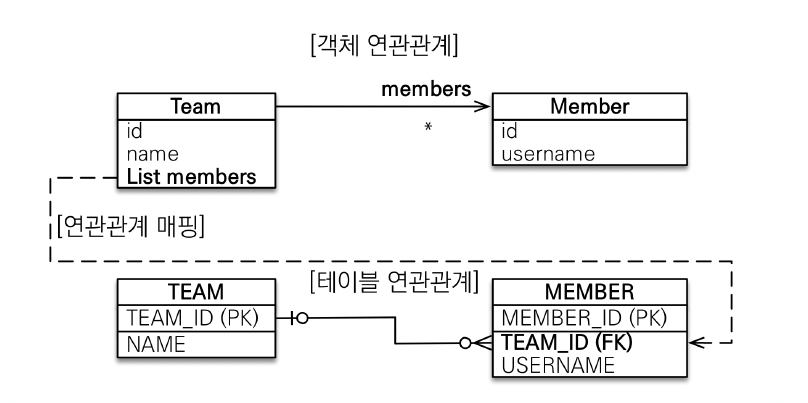 [객체 연관관계]
members
Team
Member
*
id
name
List members
id
username
[연관관계 매핑]
[테이블 연관관계]
TEAM
TEAM_ID (PK)
NAME
MEMBER
MEMBER_ID (PK)
TEAM_ID (FK)
USERNAME